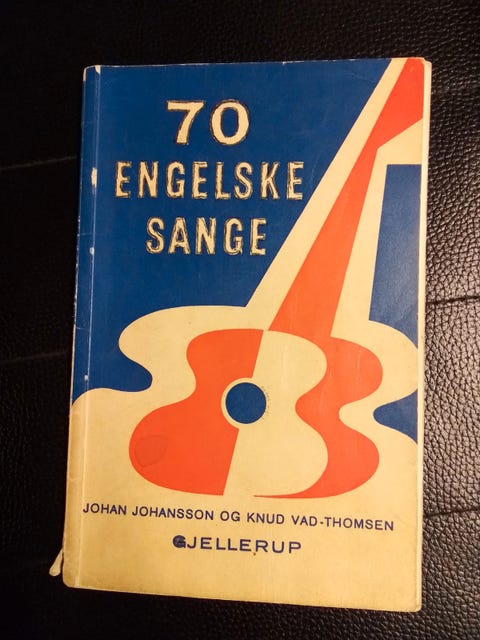 70
ENGELSKE
SANGE
JOHAN JOHANSSON OG KNUD VAD-THOMSEN
GJELLERUP